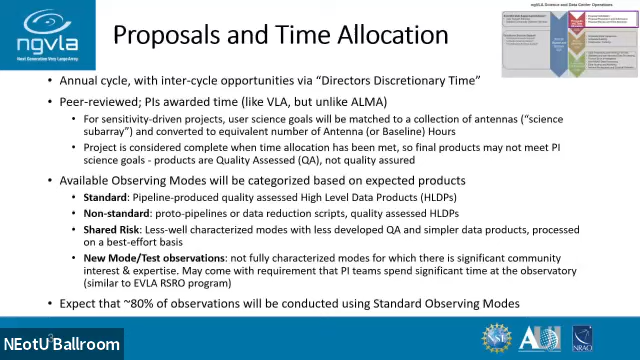 ngvla
Next Generation Very Large Array
Proposals and Time Allocation
ngVLA Science and Data Center Operations
• Annual cycle, with inter-cycle opportunities via “Directors Discretionary Time”
• Peer-reviewed; PIs awarded time (like VLA, but unlike ALMA)
• For sensitivity-driven projects, user science goals will be matched to a collection of antennas (“science
subarray”) and converted to equivalent number of Antenna (or Baseline) Hours
• Project is considered complete when time allocation has been met, so final products may not meet PI
science goals - products are Quality Assessed (QA), not quality assured
• Available Observing Modes will be categorized based on expected products
• Standard: Pipeline-produced quality assessed High Level Data Products (HLDPs)
• Non-standard: proto-pipelines or data reduction scripts, quality assessed HLDPs
• Shared Risk: Less-well characterized modes with less developed QA and simpler data products, processed
on a best-effort basis
• New Mode/Test observations: not fully characterized modes for which there is significant community
interest & expertise. May come with requirement that PI teams spend significant time at the observatory
(similar to EVLA RSRO program)
• Expect that ~80% of observations will be conducted using Standard Observing Modes
NEotU Ballroom
NSF
AUI
NRAO